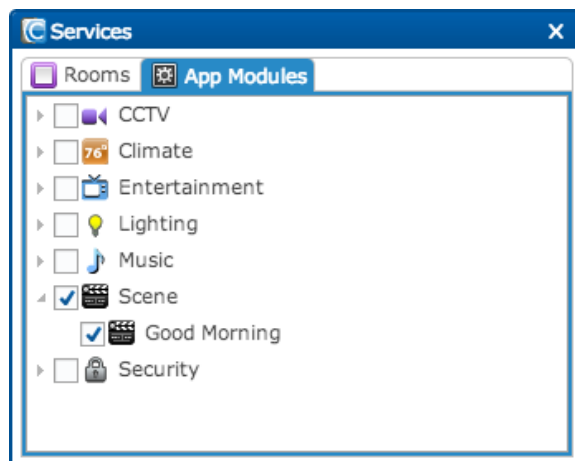 Services
Rooms App Modules
CCTV
76° Climate
Entertainment
Lighting
Music
Scene
Good Morning
Security